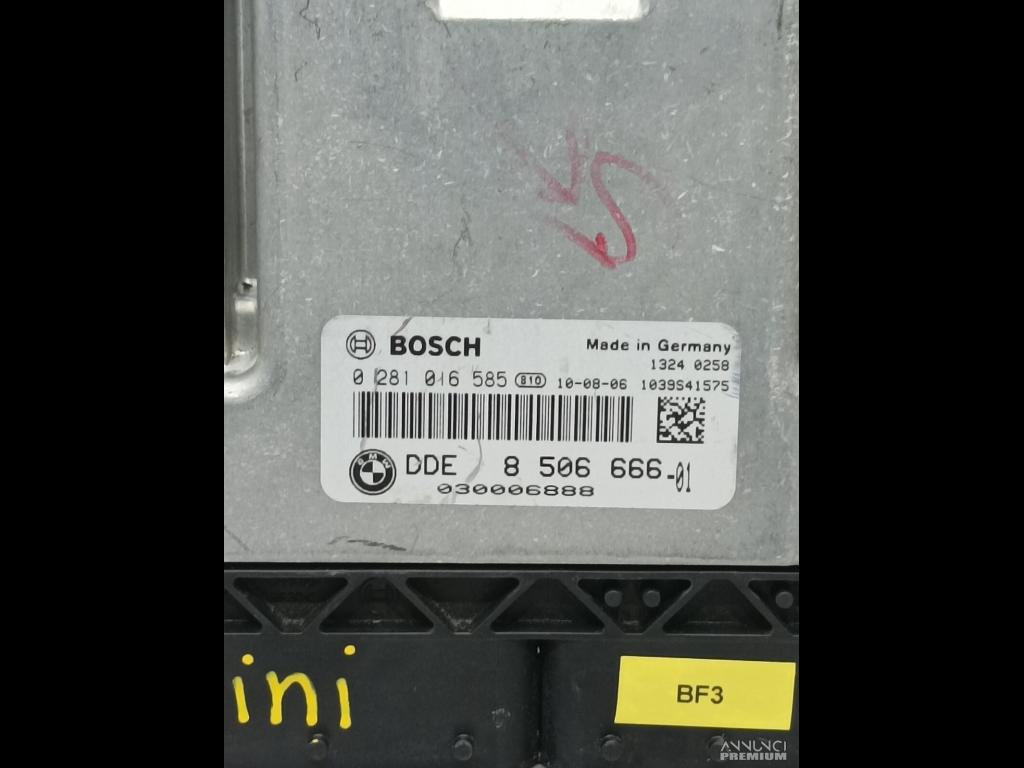 BOSCH
Made in Germany
1324 0258
0 281 016 585 810 10-08-06 1039S41575
BMW
DDE 8 506 666-01
030006888
ini
BF3
ANNUNCI
PREMIUM